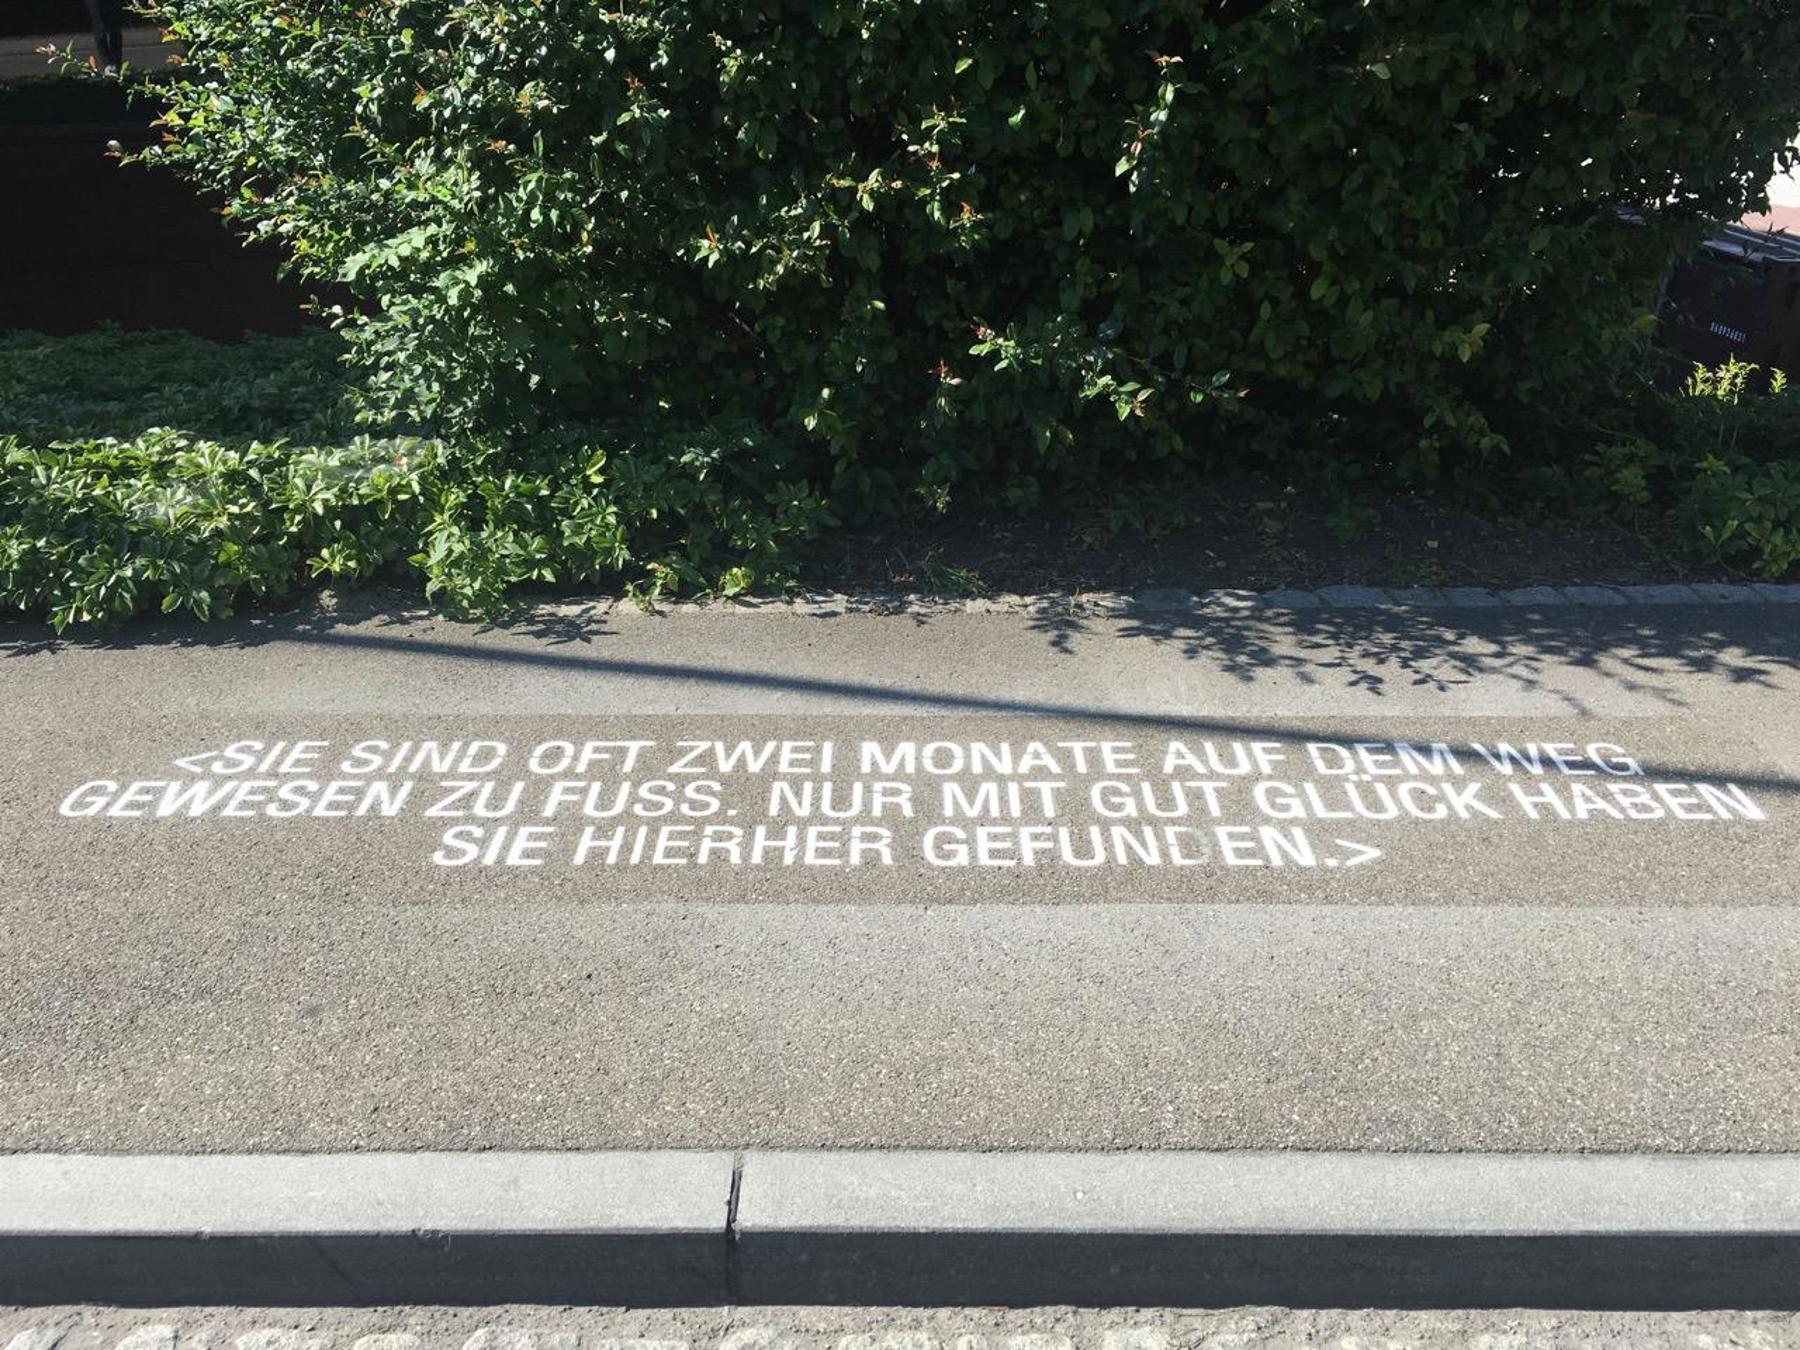 <SIE SIND OFT ZWEI MONATE AUF DEM WEG
GEWESEN ZU FUSS. NUR MIT GUT GLÜCK HABEN
SIE HIERHER GEFUNDEN.>